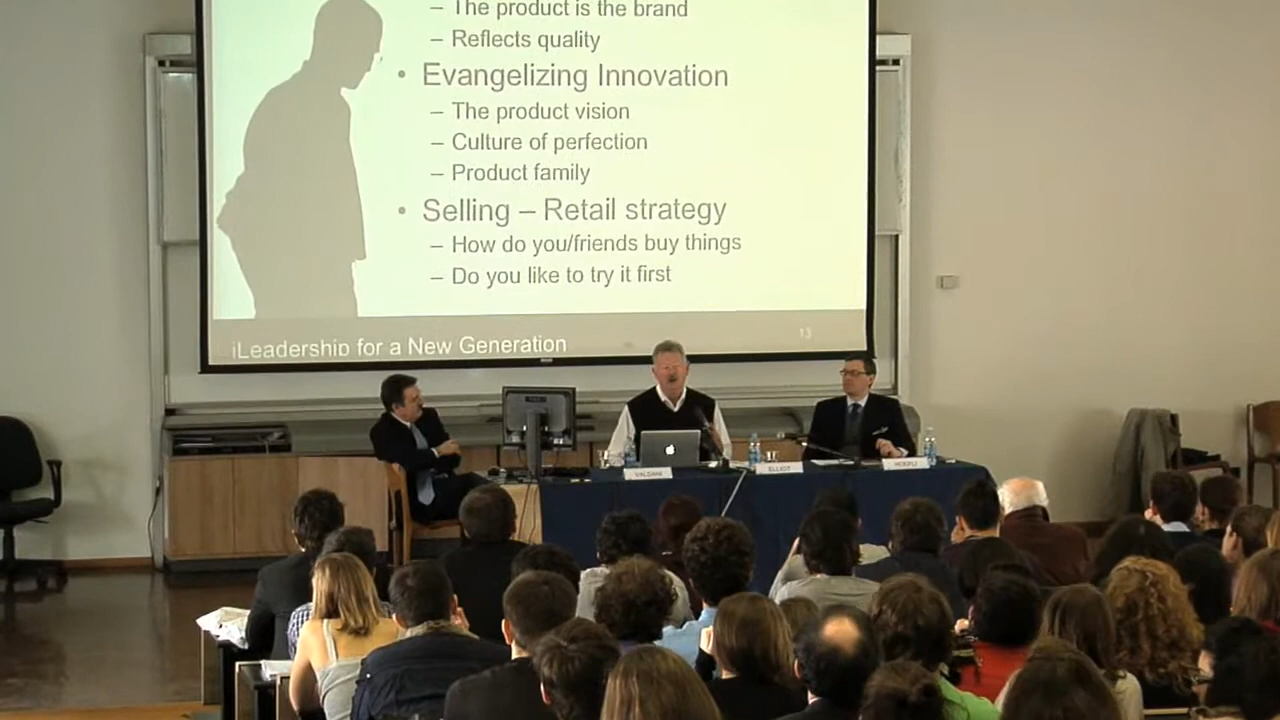 – The product is the brand
– Reflects quality
• Evangelizing Innovation
– The product vision
– Culture of perfection
– Product family
• Selling – Retail strategy
– How do you/friends buy things
– Do you like to try it first
iLeadership for a New Generation
13
VALDANI
ELLIOT
HOEPLI